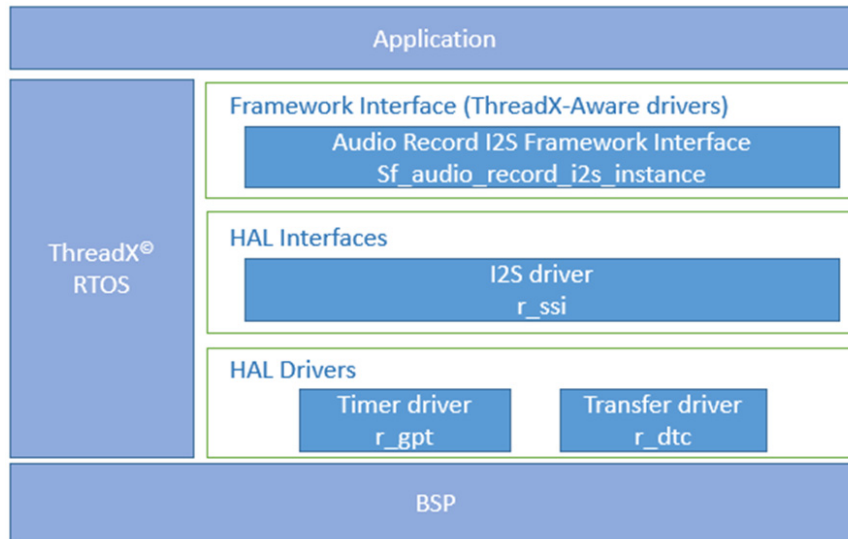 Application
ThreadX©
RTOS
Framework Interface (ThreadX-Aware drivers)
Audio Record I2S Framework Interface
Sf_audio_record_i2s_instance
HAL Interfaces
I2S driver
r_ssi
HAL Drivers
Timer driver
r_gpt
Transfer driver
r_dtc
BSP